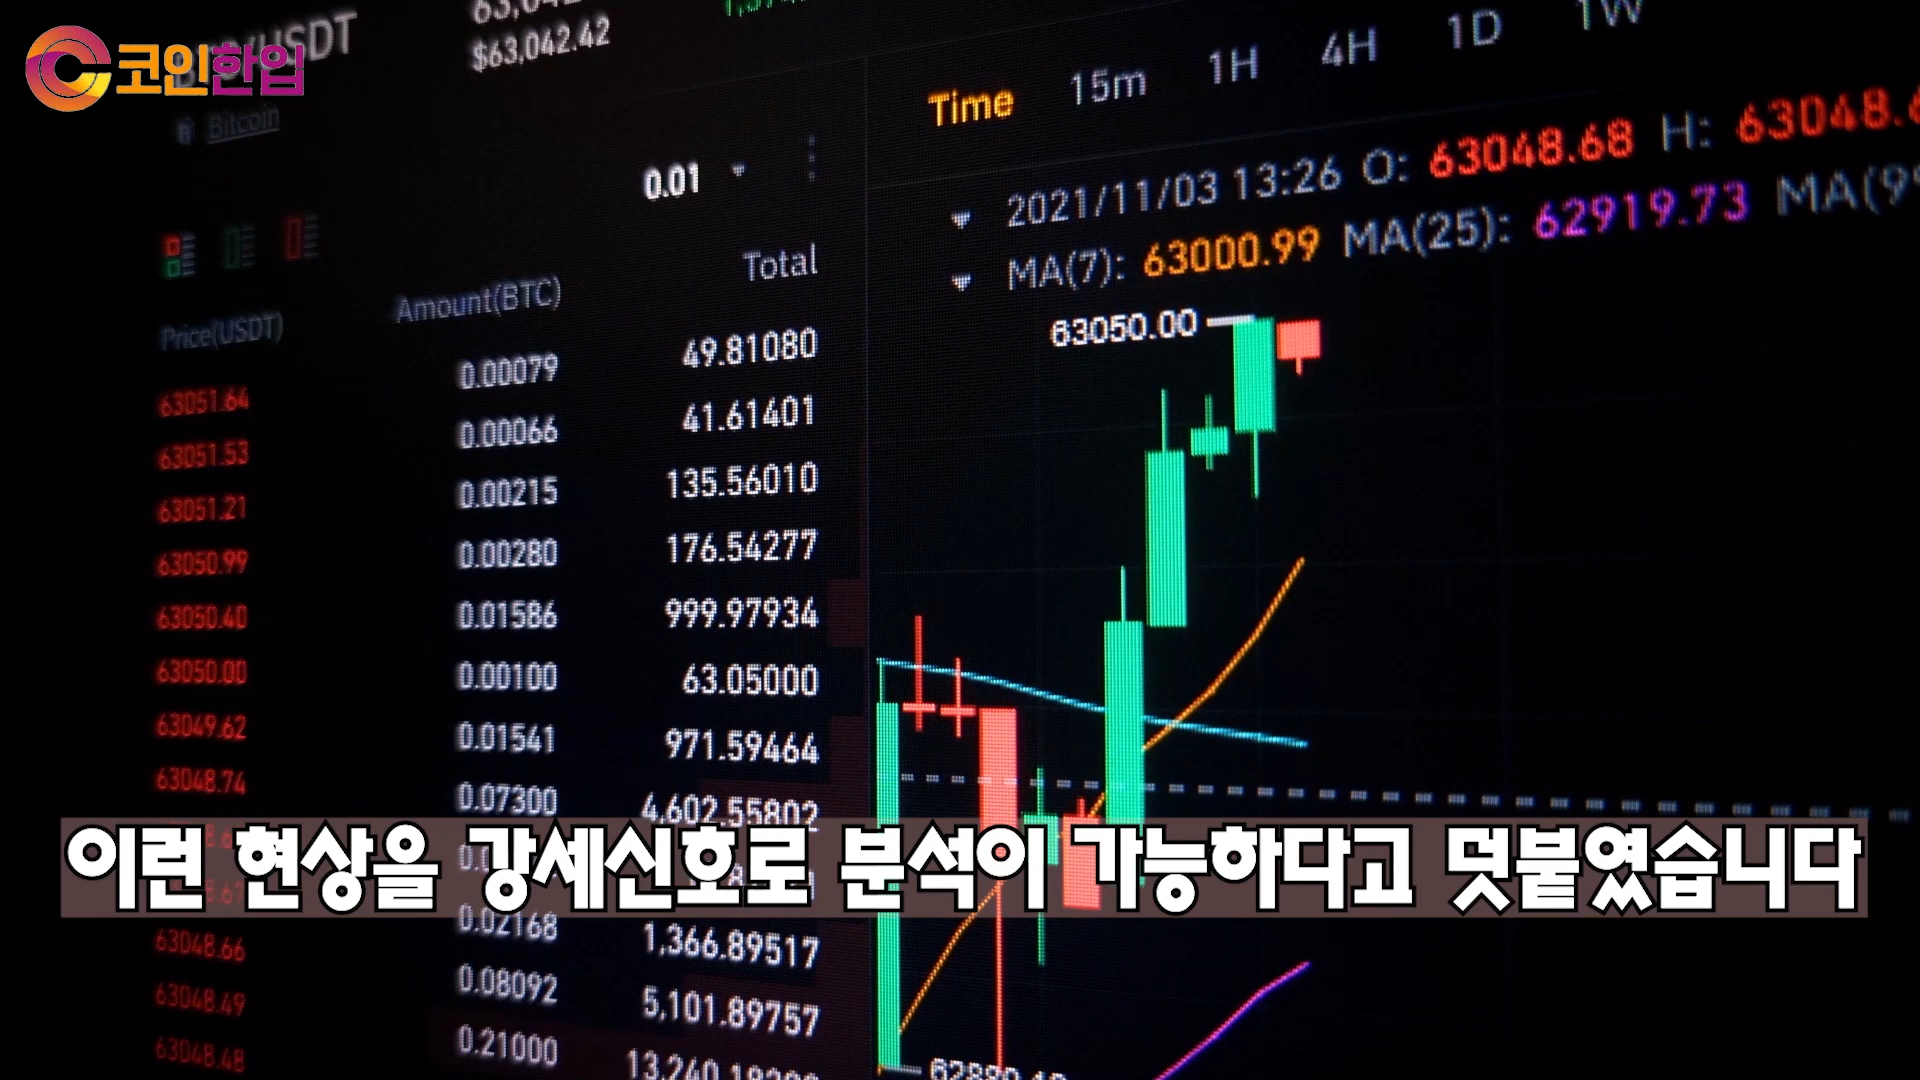 코인한입
/USDT
$63,042.42
Bitcoin
0.01
Time 15m 1H 4H 1D 1W
2021/11/03 13:26 O: 63048.68 H: 63048.6
MA(7): 63000.99 MA(25): 62919.73 MA(99
Price(USDT) Amount(BTC) Total
63051.64 0.00079 49.81080
63051.53 0.00066 41.61401
63051.21 0.00215 135.56010
63050.99 0.00280 176.54277
63050.40 0.01586 999.97934
63050.00 0.00100 63.05000
63049.62 0.01541 971.59464
63048.74 0.07300 4,602.55802
63048.66 0.02168 1,366.89517
63048.49 0.08092 5,101.89757
63048.48 0.21000
63050.00
이런 현상을 강세신호로 분석이 가능하다고 덧붙였습니다